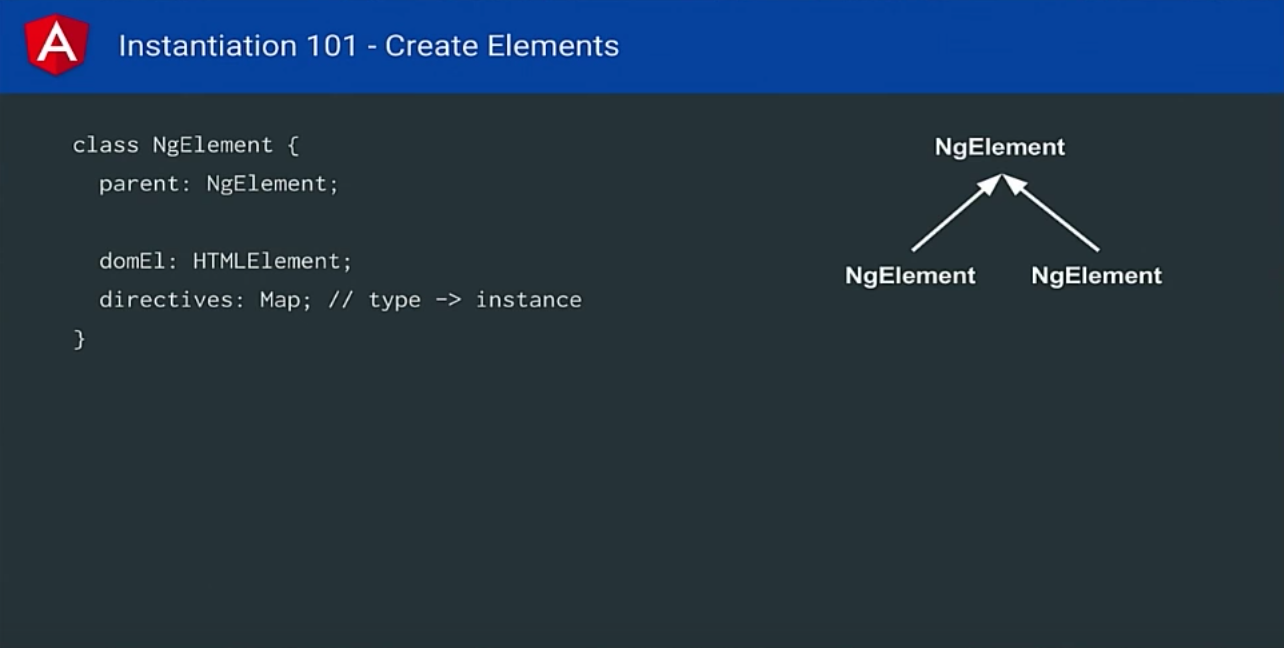 Instantiation 101 - Create Elements
class NgElement {
parent: NgElement;
domEl: HTMLElement;
directives: Map; // type -> instance
}
NgElement
NgElement NgElement